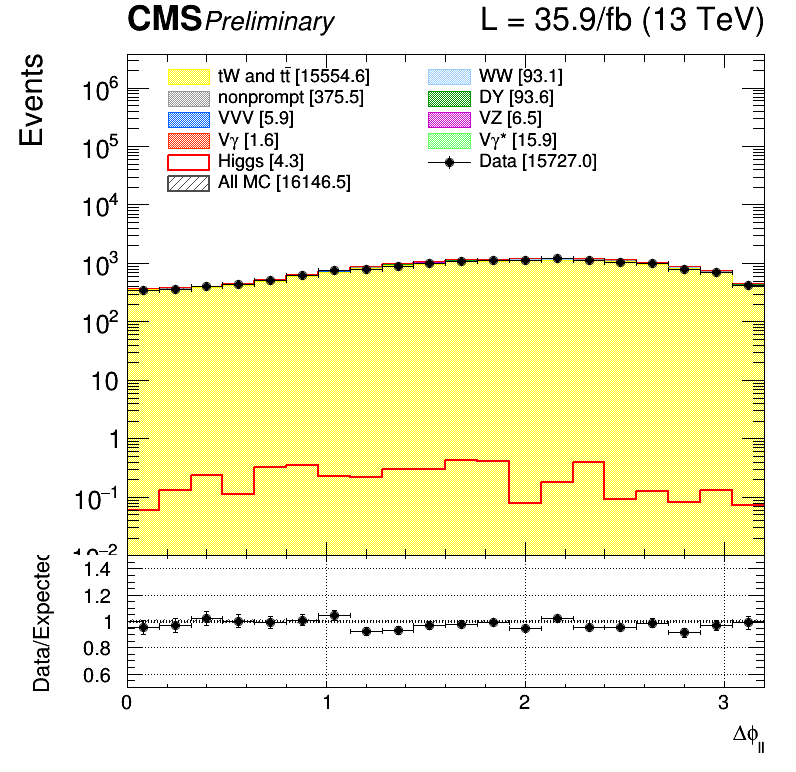 CMS Preliminary L = 35.9/fb (13 TeV)
Events
tW and tt̄ [15554.6]
nonprompt [375.5]
VVV [5.9]
Vγ [1.6]
Higgs [4.3]
All MC [16146.5]
WW [93.1]
DY [93.6]
VZ [6.5]
Vγ* [15.9]
Data [15727.0]
10⁶
10⁵
10⁴
10³
10²
10
1
10⁻¹
10⁻²
Data/Expected
1.4
1.2
1
0.8
0.6
0 1 2 3
Δϕ_ll